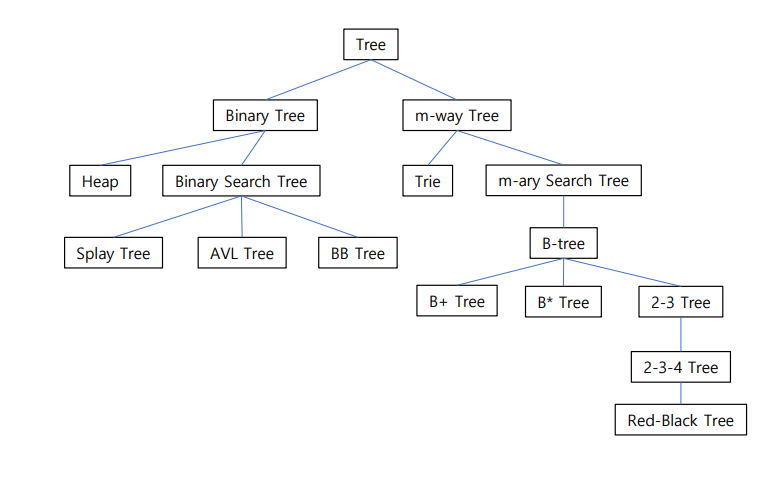 Tree
Binary Tree
m-way Tree
Heap
Binary Search Tree
Trie
m-ary Search Tree
Splay Tree
AVL Tree
BB Tree
B-tree
B+ Tree
B* Tree
2-3 Tree
2-3-4 Tree
Red-Black Tree